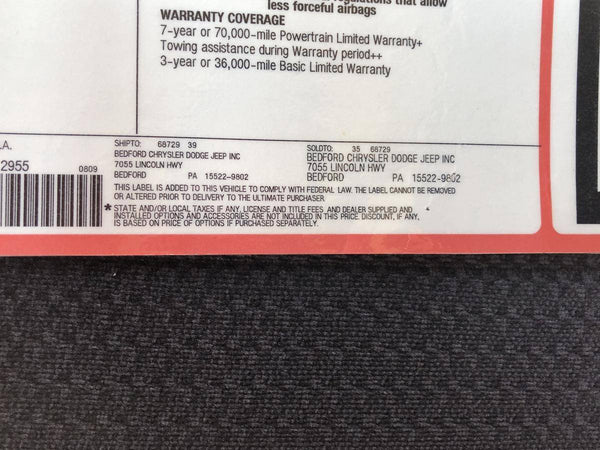 regulations that allow
less forceful airbags
WARRANTY COVERAGE
7-year or 70,000-mile Powertrain Limited Warranty+
Towing assistance during Warranty period++
3-year or 36,000-mile Basic Limited Warranty
.A.
2955
0809
SHIPTO: 68729 39
BEDFORD CHRYSLER DODGE JEEP INC
7055 LINCOLN HWY
BEDFORD PA 15522-9802
SOLDTO: 35 68729
BEDFORD CHRYSLER DODGE JEEP INC
7055 LINCOLN HWY
BEDFORD PA 15522-9802
THIS LABEL IS ADDED TO THIS VEHICLE TO COMPLY WITH FEDERAL LAW. THE LABEL CANNOT BE REMOVED
OR ALTERED PRIOR TO DELIVERY TO THE ULTIMATE PURCHASER.
* STATE AND/OR LOCAL TAXES IF ANY, LICENSE AND TITLE FEES AND DEALER SUPPLIED AND
INSTALLED OPTIONS AND ACCESSORIES ARE NOT INCLUDED IN THIS PRICE. DISCOUNT, IF ANY,
IS BASED ON PRICE OF OPTIONS IF PURCHASED SEPARATELY.